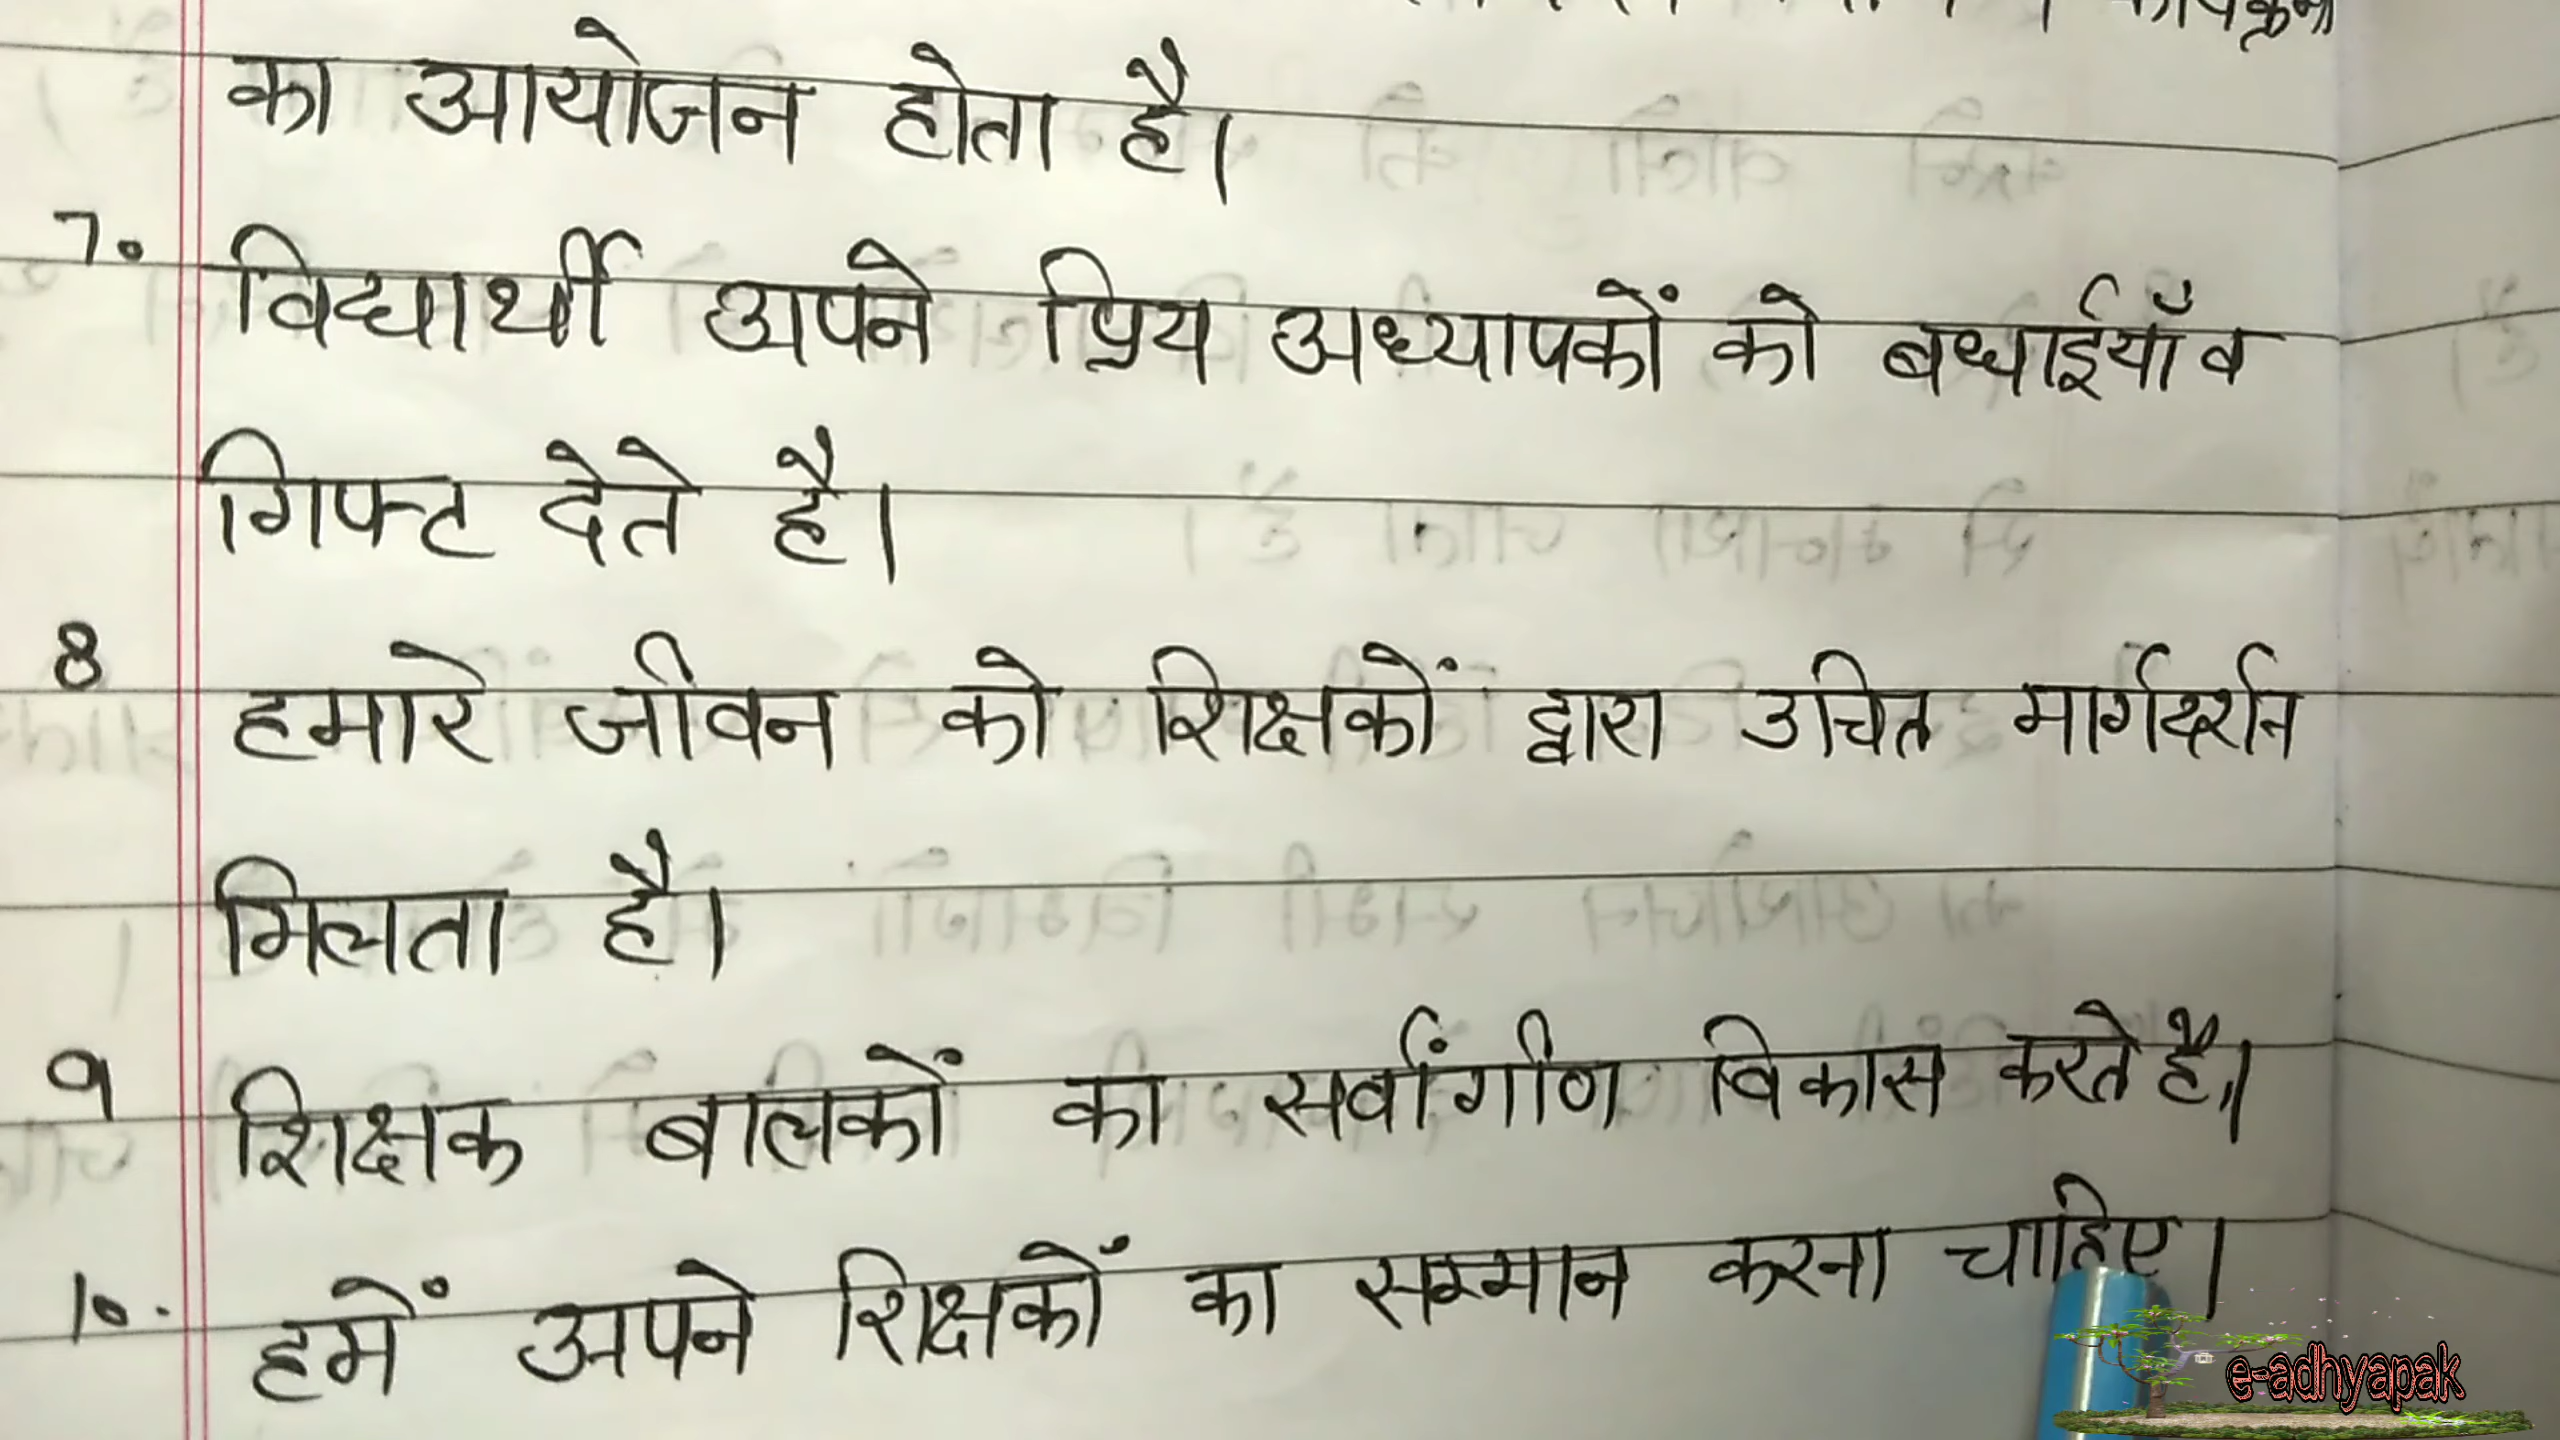 का आयोजन होता है।
7. विद्यार्थी अपने प्रिय अध्यापकों को बधाईयाँ व
गिफ्ट देते है।
8 हमारे जीवन को शिक्षकों द्वारा उचित मार्गदर्शन
मिलता है।
9 शिक्षक बालकों का सर्वांगीण विकास करते है।
10. हमें अपने शिक्षकों का सम्मान करना चाहिए।
e-adhyapak